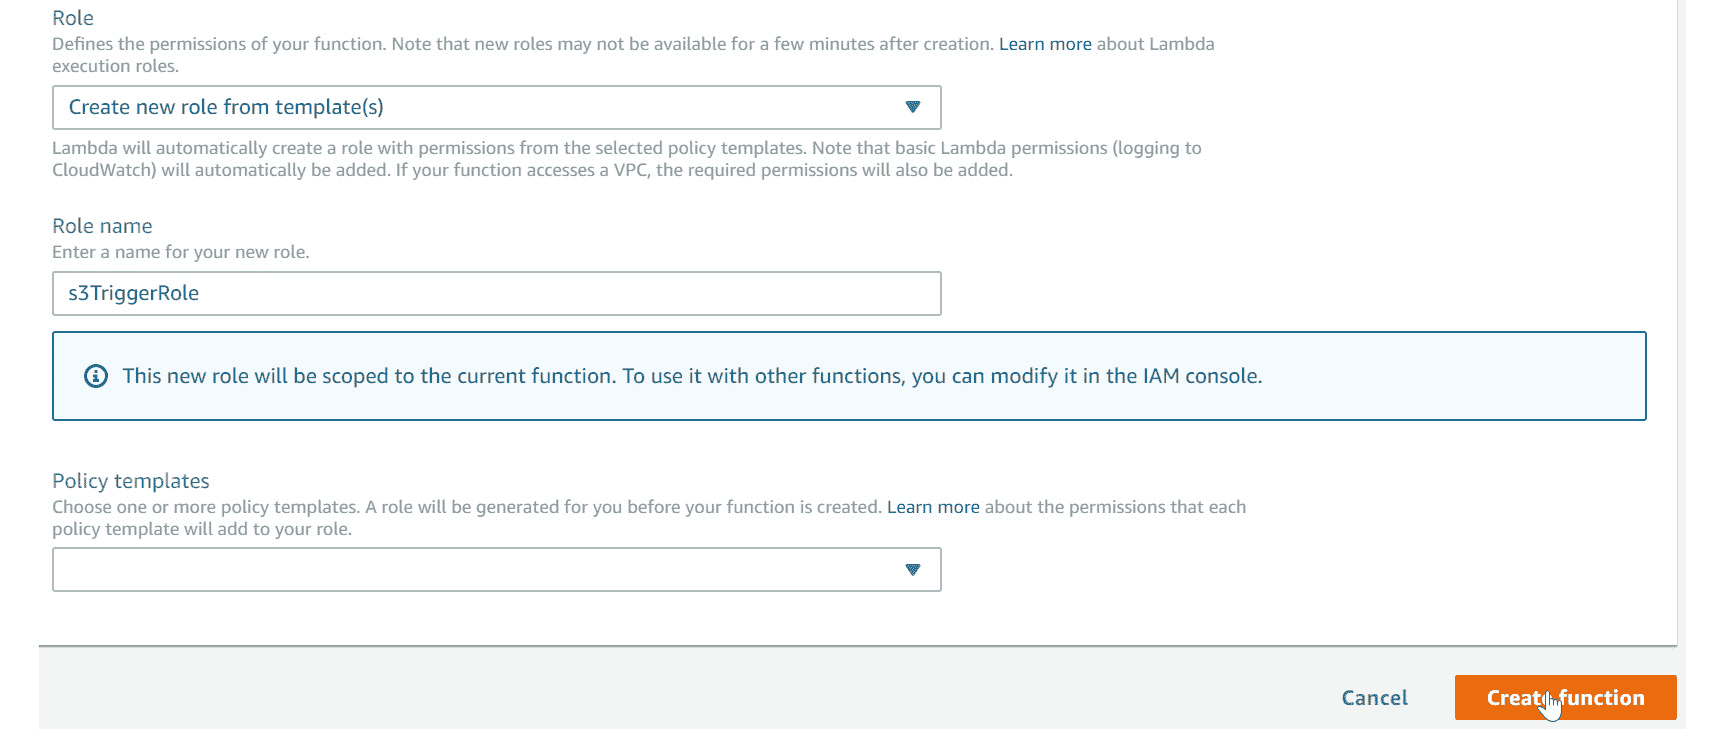 Role
Defines the permissions of your function. Note that new roles may not be available for a few minutes after creation. Learn more about Lambda
execution roles.
Create new role from template(s)
Lambda will automatically create a role with permissions from the selected policy templates. Note that basic Lambda permissions (logging to
CloudWatch) will automatically be added. If your function accesses a VPC, the required permissions will also be added.
Role name
Enter a name for your new role.
s3TriggerRole
This new role will be scoped to the current function. To use it with other functions, you can modify it in the IAM console.
Policy templates
Choose one or more policy templates. A role will be generated for you before your function is created. Learn more about the permissions that each
policy template will add to your role.
Cancel
Create function